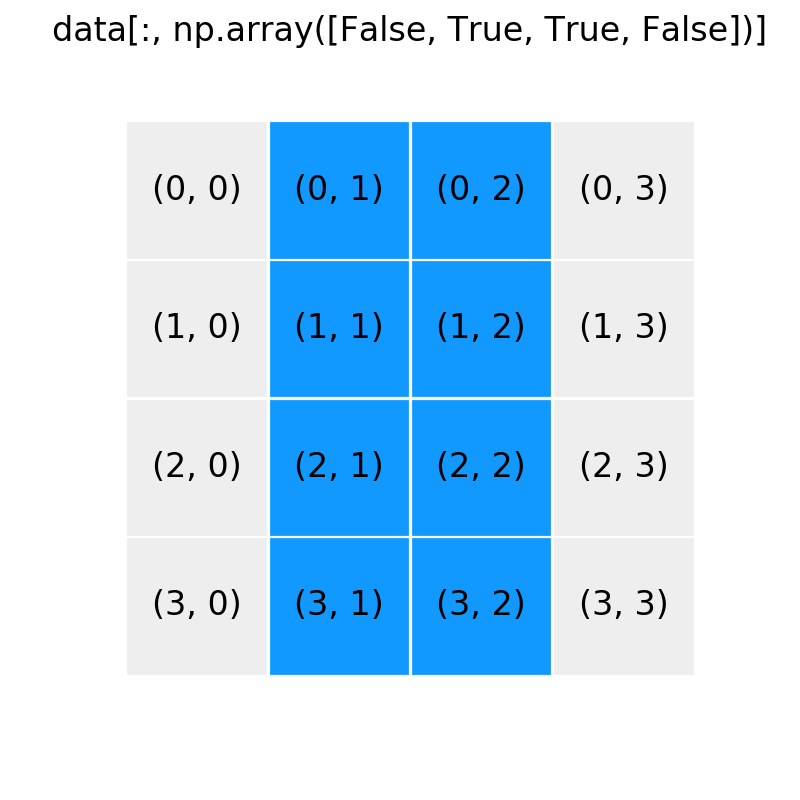 data[:, np.array([False, True, True, False])]
(0, 0) (0, 1) (0, 2) (0, 3)
(1, 0) (1, 1) (1, 2) (1, 3)
(2, 0) (2, 1) (2, 2) (2, 3)
(3, 0) (3, 1) (3, 2) (3, 3)